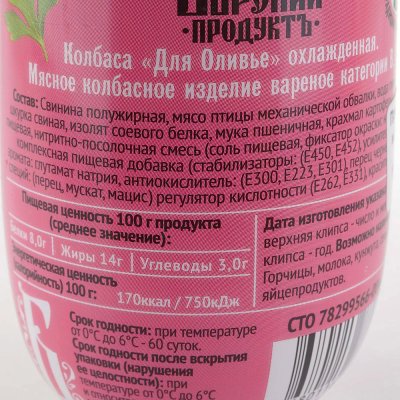 ПРОДУКТЪ
Колбаса «Для Оливье» охлажденная.
Мясное колбасное изделие вареное категории
Состав: Свинина полужирная, мясо птицы механической обвалки, вода
шкурка свиная, изолят соевого белка, мука пшеничная, крахмал
пищевая, нитритно-посолочная смесь (соль пищевая, фиксатор окраски
комплексная пищевая добавка (стабилизаторы: (Е450, Е452),
аромата: глутамат натрия, антиокислитель: (Е300, Е223, Е301), перец
специй: (перец, мускат, мацис) регулятор кислотности (Е262, Е331),
Пищевая ценность 100 г продукта
(среднее значение):
Белки 8,0г Жиры 14г Углеводы 3,0г
Энергетическая ценность
(калорийность) 100 г:
170ккал / 750кДж
Дата изготовления указана
верхняя клипса - число и
клипса - год. Возможно
Горчицы, молока, кунжута,
яйцепродуктов.
Срок годности: при температуре
от 0°С до 6°С - 60 суток.
Срок годности после вскрытия
упаковки (нарушения
ее целостности): при
температуре от 0°С до 6°С
СТО 78299566-